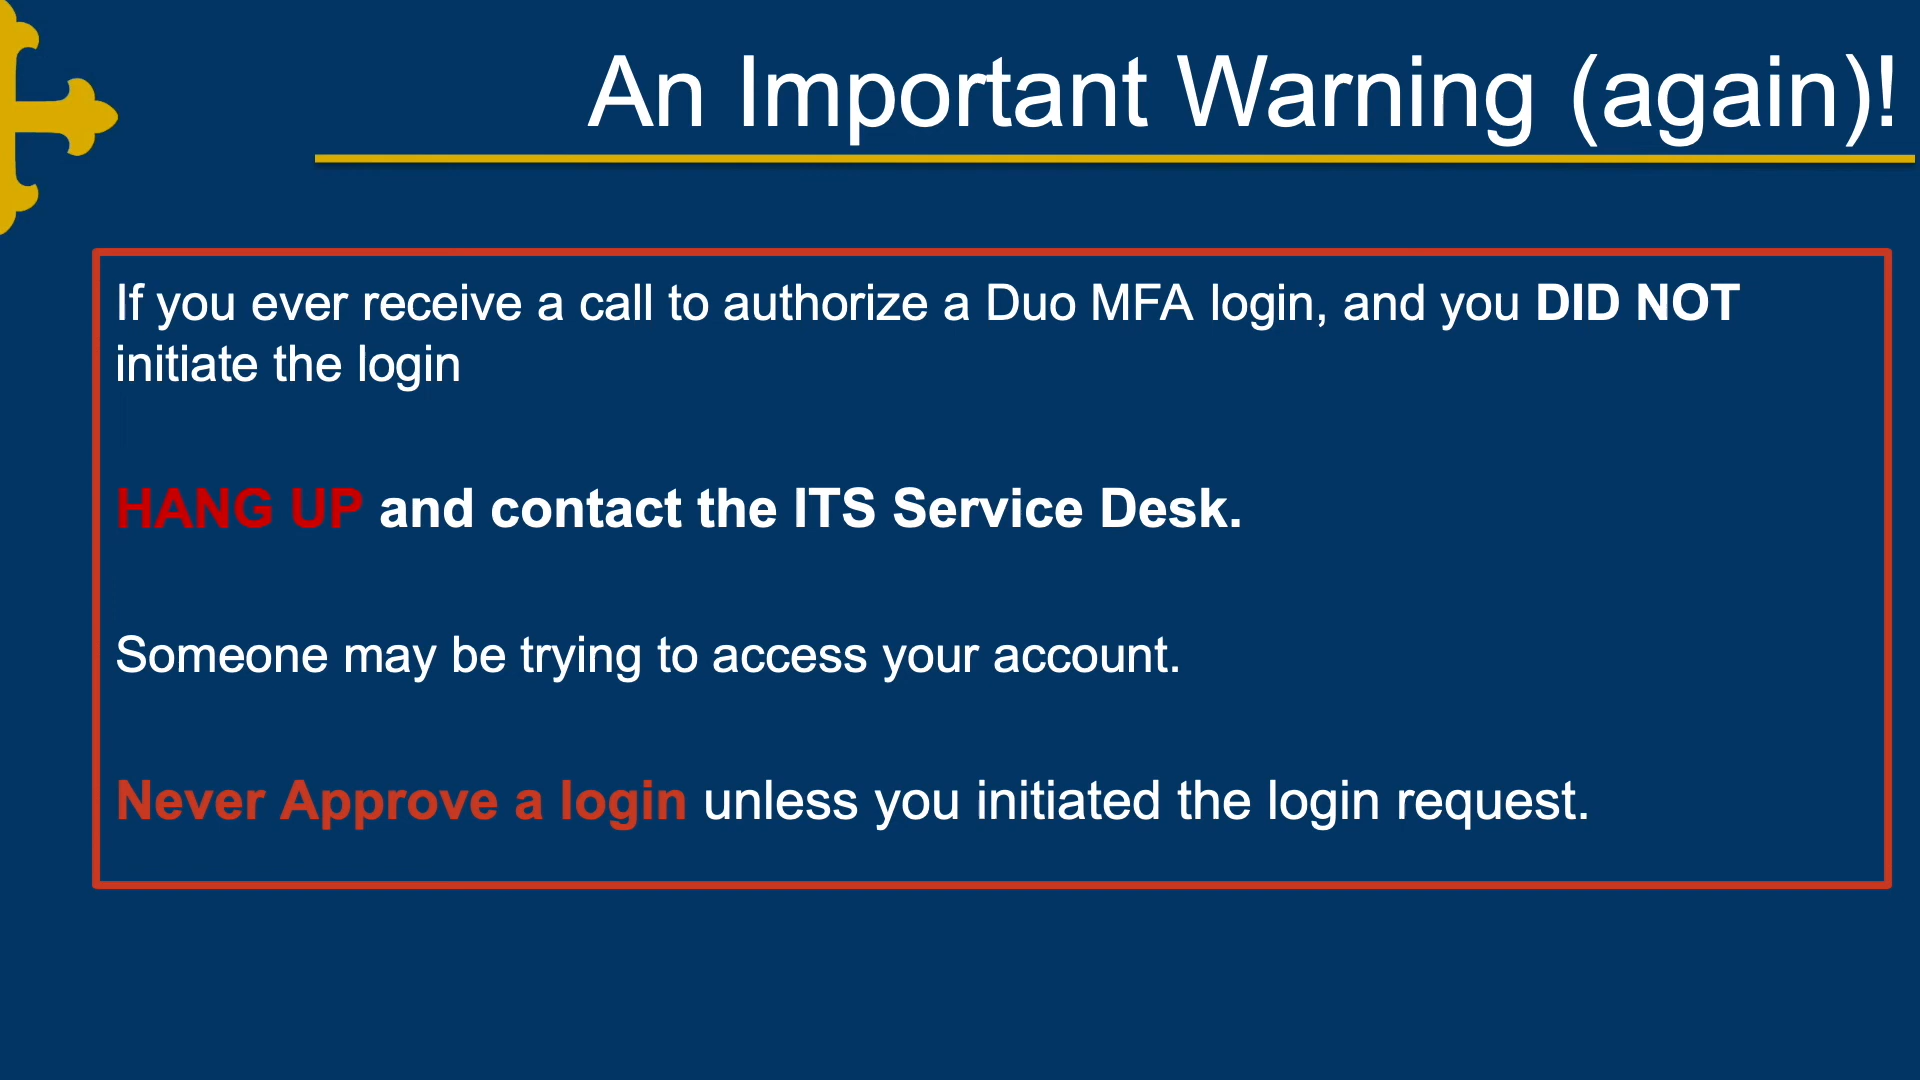 An Important Warning (again)!
If you ever receive a call to authorize a Duo MFA login, and you DID NOT
initiate the login
HANG UP and contact the ITS Service Desk.
Someone may be trying to access your account.
Never Approve a login unless you initiated the login request.